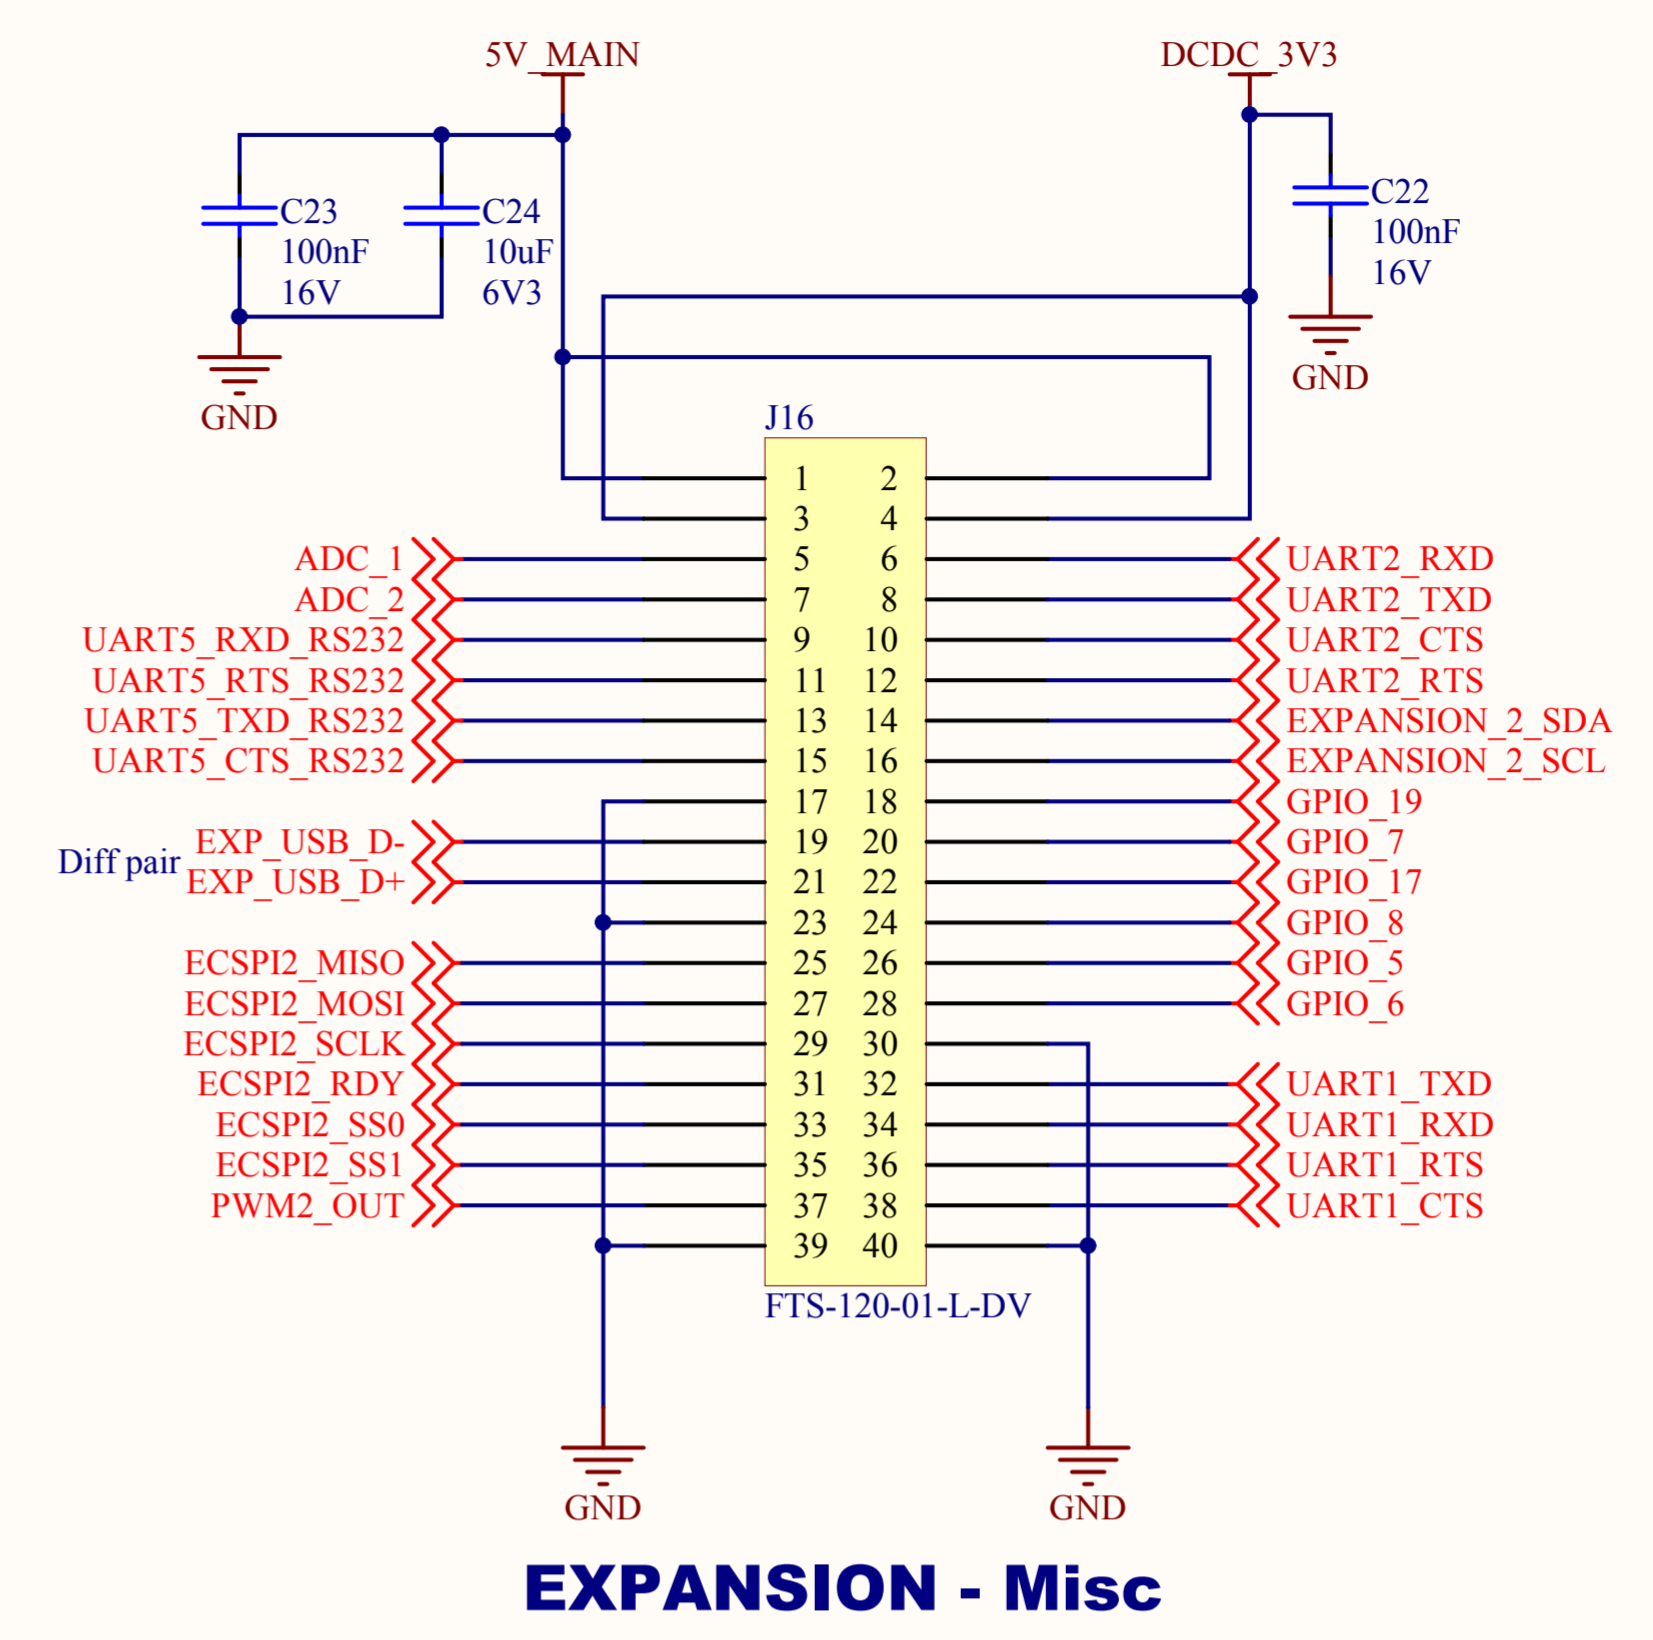 5V_MAIN
DCDC_3V3
C23
100nF
16V
C24
10uF
6V3
C22
100nF
16V
GND
GND
J16
1 2
3 4
ADC_1 5 6 UART2_RXD
ADC_2 7 8 UART2_TXD
UART5_RXD_RS232 9 10 UART2_CTS
UART5_RTS_RS232 11 12 UART2_RTS
UART5_TXD_RS232 13 14 EXPANSION_2_SDA
UART5_CTS_RS232 15 16 EXPANSION_2_SCL
17 18 GPIO_19
EXP_USB_D- 19 20 GPIO_7
Diff pair
EXP_USB_D+ 21 22 GPIO_17
23 24 GPIO_8
ECSPI2_MISO 25 26 GPIO_5
ECSPI2_MOSI 27 28 GPIO_6
ECSPI2_SCLK 29 30
ECSPI2_RDY 31 32 UART1_TXD
ECSPI2_SS0 33 34 UART1_RXD
ECSPI2_SS1 35 36 UART1_RTS
PWM2_OUT 37 38 UART1_CTS
39 40
FTS-120-01-L-DV
GND
GND
EXPANSION - Misc